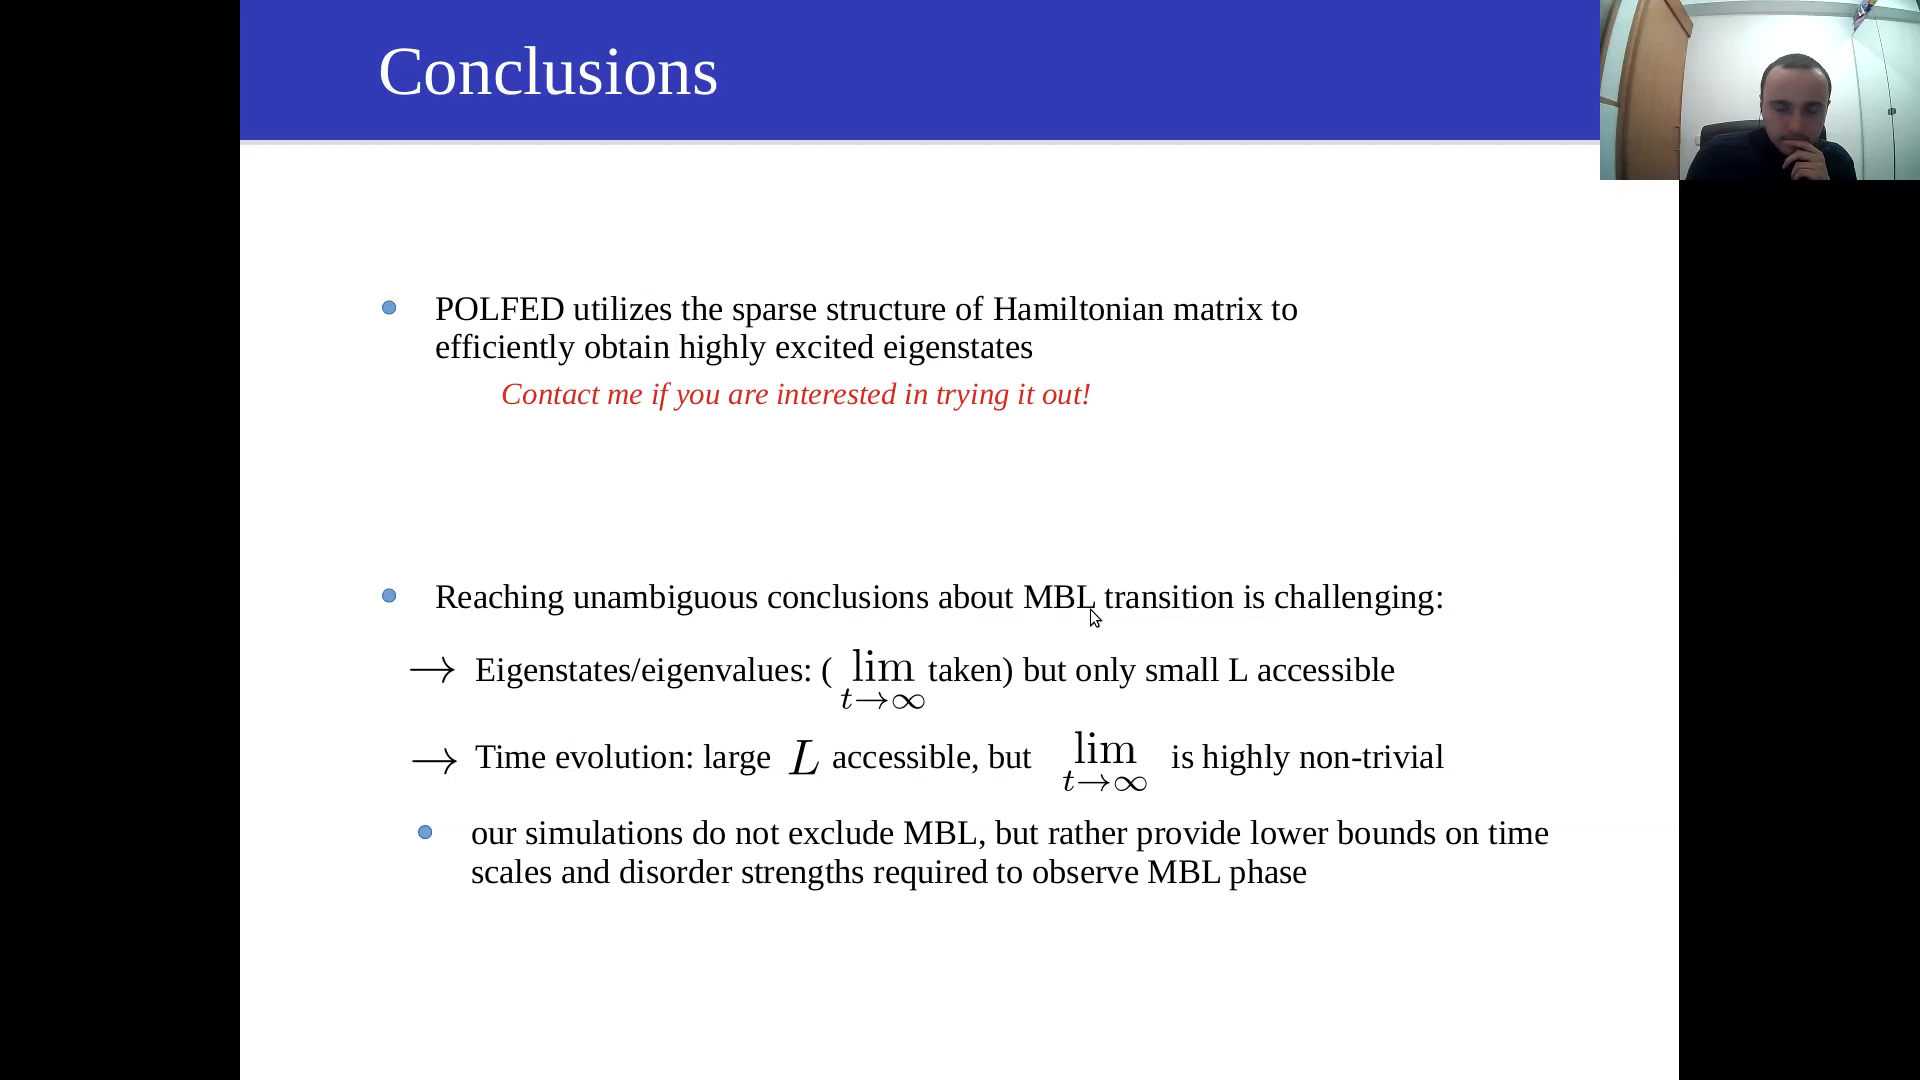 Conclusions
POLFED utilizes the sparse structure of Hamiltonian matrix to
efficiently obtain highly excited eigenstates
Contact me if you are interested in trying it out!
Reaching unambiguous conclusions about MBL transition is challenging:
→ Eigenstates/eigenvalues: ( lim t→∞ taken) but only small L accessible
→ Time evolution: large L accessible, but lim t→∞ is highly non-trivial
our simulations do not exclude MBL, but rather provide lower bounds on time
scales and disorder strengths required to observe MBL phase